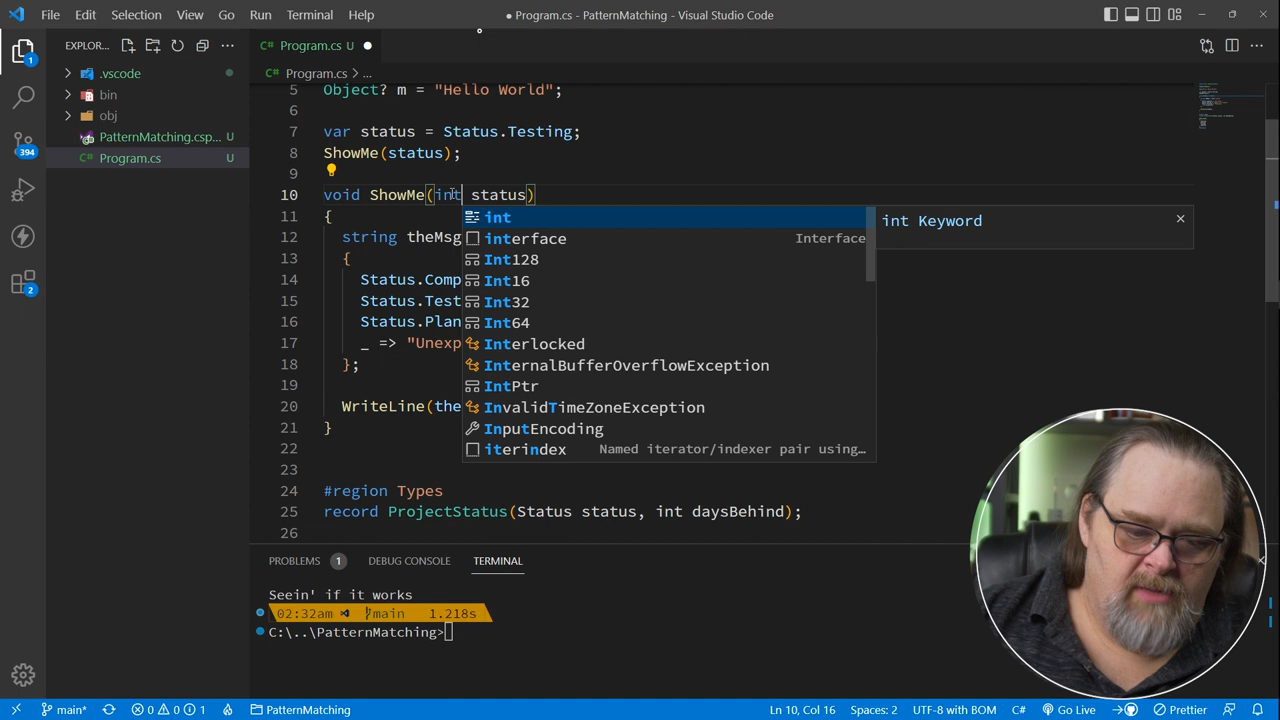 File Edit Selection View Go Run Terminal Help
● Program.cs - PatternMatching - Visual Studio Code
EXPLOR...
Program.cs U
Program.cs > ...
.vscode
bin
obj
PatternMatching.csp... U
Program.cs U
1
394
2
5 Object? m = "Hello World";
6
7 var status = Status.Testing;
8 ShowMe(status);
9
10 void ShowMe(int status)
11 {
12 string theMsg
13 {
14 Status.Comp
15 Status.Test
16 Status.Plan
17 _ => "Unexp
18 };
19
20 WriteLine(the
21 }
22
23
24 #region Types
25 record ProjectStatus(Status status, int daysBehind);
26
int
interface Interface
Int128
Int16
Int32
Int64
Interlocked
InternalBufferOverflowException
IntPtr
InvalidTimeZoneException
InputEncoding
iterindex Named iterator/indexer pair using...
int Keyword
PROBLEMS 1 DEBUG CONSOLE TERMINAL
Seein' if it works
02:32am main 1.218s
C:\..\PatternMatching>
main* 0 0 1 PatternMatching Ln 10, Col 16 Spaces: 2 UTF-8 with BOM C# Go Live Prettier